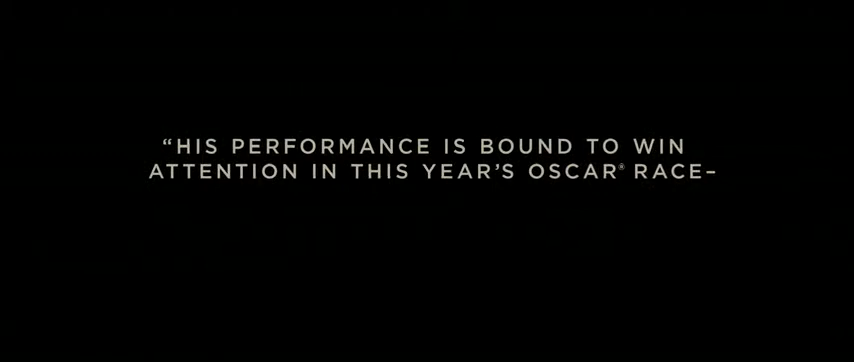 “HIS PERFORMANCE IS BOUND TO WIN
ATTENTION IN THIS YEAR’S OSCAR® RACE–